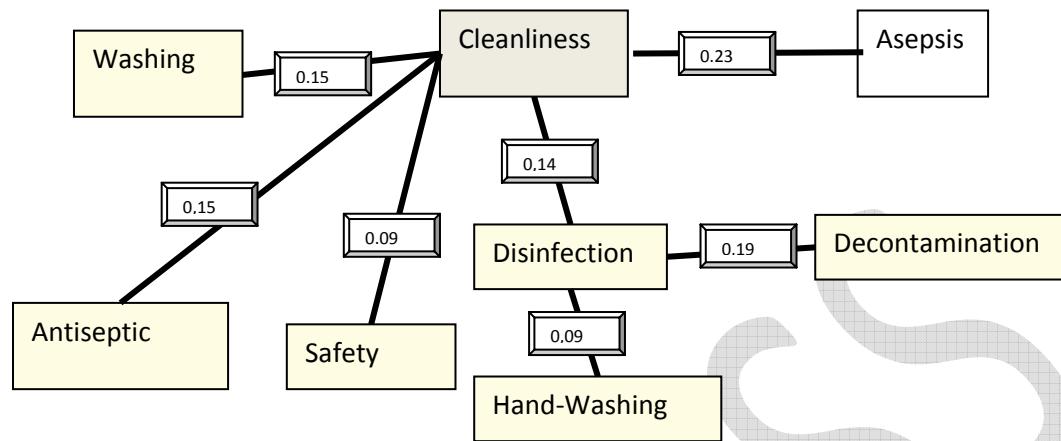 Cleanliness
Asepsis
Washing
0.15
0.23
0,14
0,15
0.09
Disinfection
0.19
Decontamination
Antiseptic
Safety
0,09
Hand-Washing